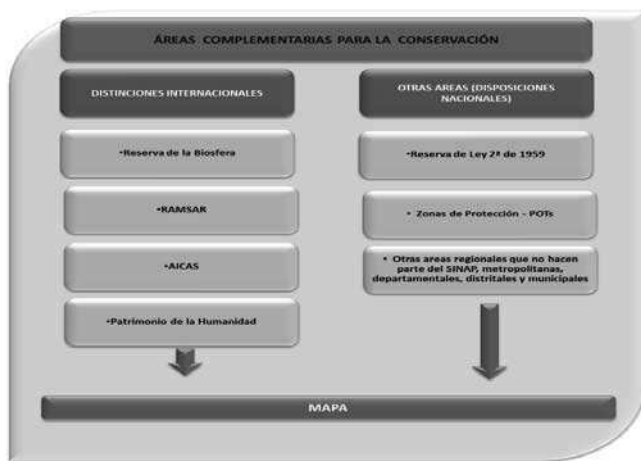 ÁREAS COMPLEMENTARIAS PARA LA CONSERVACIÓN
DISTINCIONES INTERNACIONALES
•Reserva de la Biosfera
•RAMSAR
•AICAS
•Patrimonio de la Humanidad
OTRAS AREAS (DISPOSICIONES
NACIONALES)
•Reserva de Ley 2ª de 1959
• Zonas de Protección - POTs
• Otras areas regionales que no hacen
parte del SINAP, metropolitanas,
departamentales, distritales y municipales
MAPA